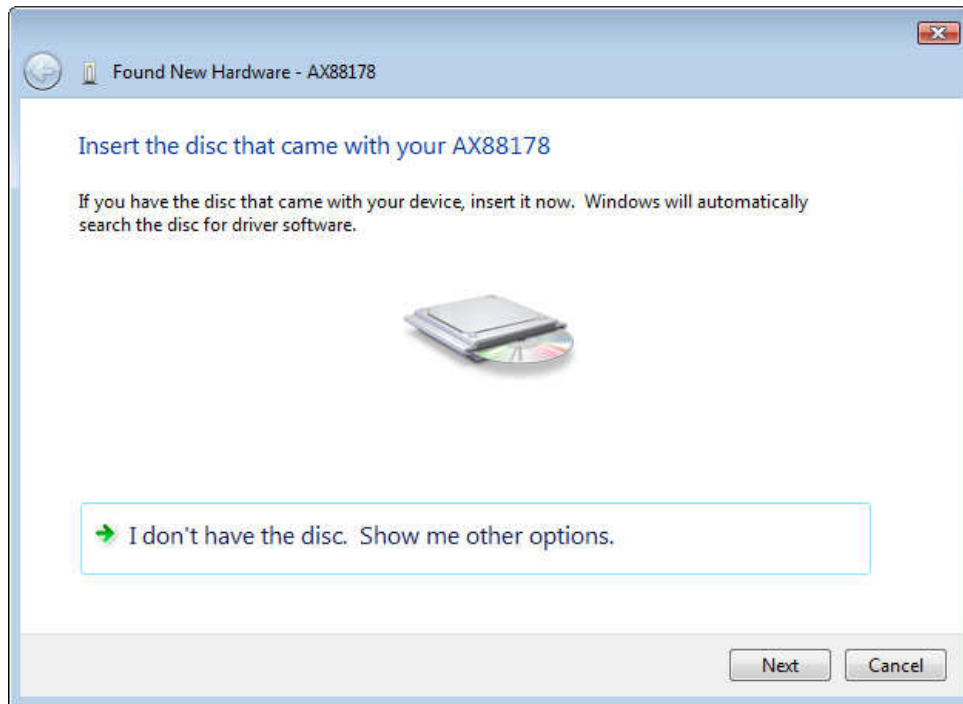 Found New Hardware - AX88178
Insert the disc that came with your AX88178
If you have the disc that came with your device, insert it now.  Windows will automatically
search the disc for driver software.
I don't have the disc.  Show me other options.
Next
Cancel